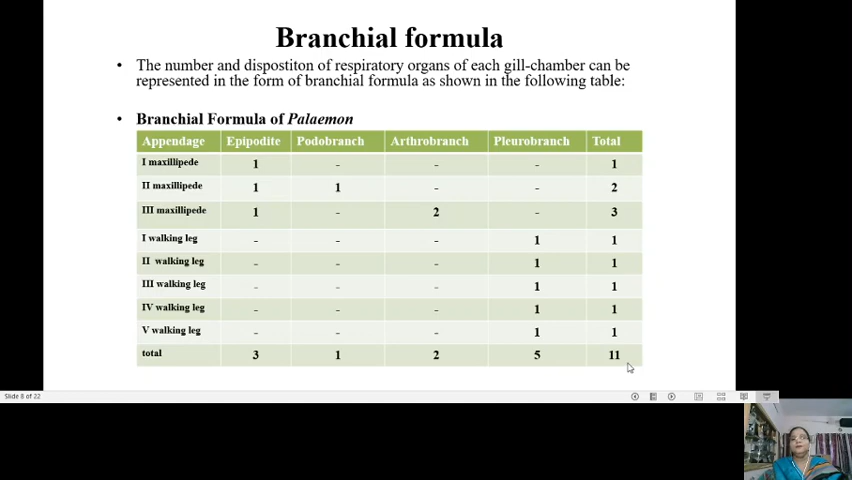 Branchial formula
• The number and dispostiton of respiratory organs of each gill-chamber can be
represented in the form of branchial formula as shown in the following table:
• Branchial Formula of Palaemon
Appendage Epipodite Podobranch Arthrobranch Pleurobranch Total
I maxillipede 1 - - - 1
II maxillipede 1 1 - - 2
III maxillipede 1 - 2 - 3
I walking leg - - - 1 1
II walking leg - - - 1 1
III walking leg - - - 1 1
IV walking leg - - - 1 1
V walking leg - - - 1 1
total 3 1 2 5 11
Slide 8 of 22